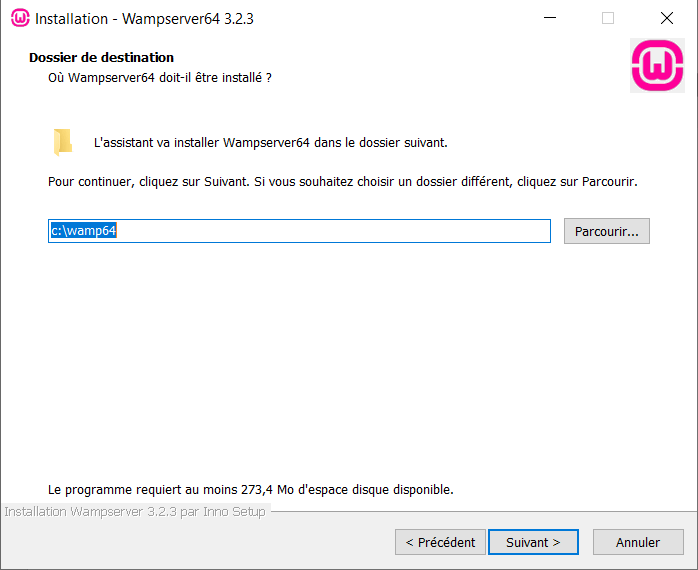 Installation - Wampserver64 3.2.3
Dossier de destination
Où Wampserver64 doit-il être installé ?
L'assistant va installer Wampserver64 dans le dossier suivant.
Pour continuer, cliquez sur Suivant. Si vous souhaitez choisir un dossier différent, cliquez sur Parcourir.
c:\wamp64
Parcourir...
Le programme requiert au moins 273,4 Mo d'espace disque disponible.
Installation Wampserver 3.2.3 par Inno Setup
< Précédent
Suivant >
Annuler